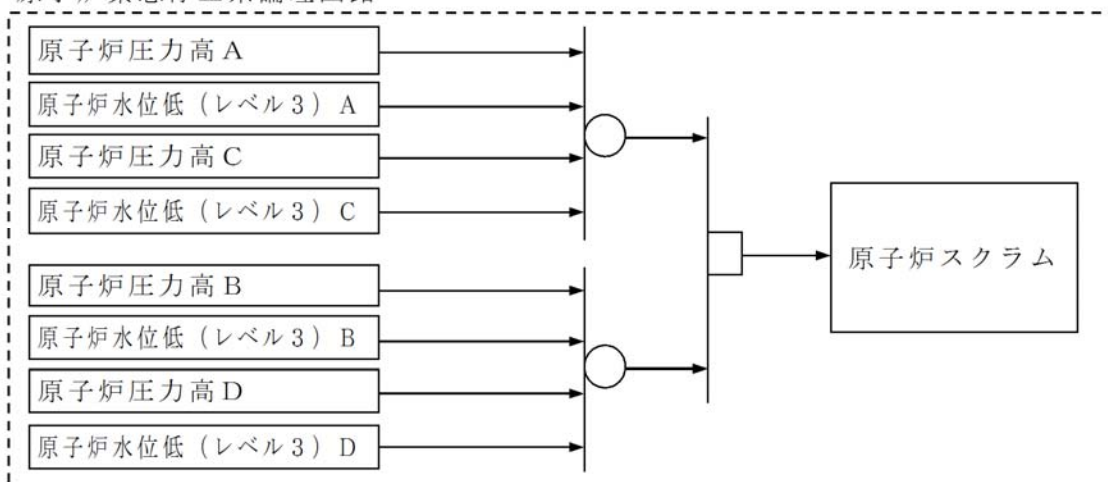 原子炉圧力高A
原子炉水位低（レベル3）A
原子炉圧力高C
原子炉水位低（レベル3）C
原子炉圧力高B
原子炉水位低（レベル3）B
原子炉圧力高D
原子炉水位低（レベル3）D
原子炉スクラム